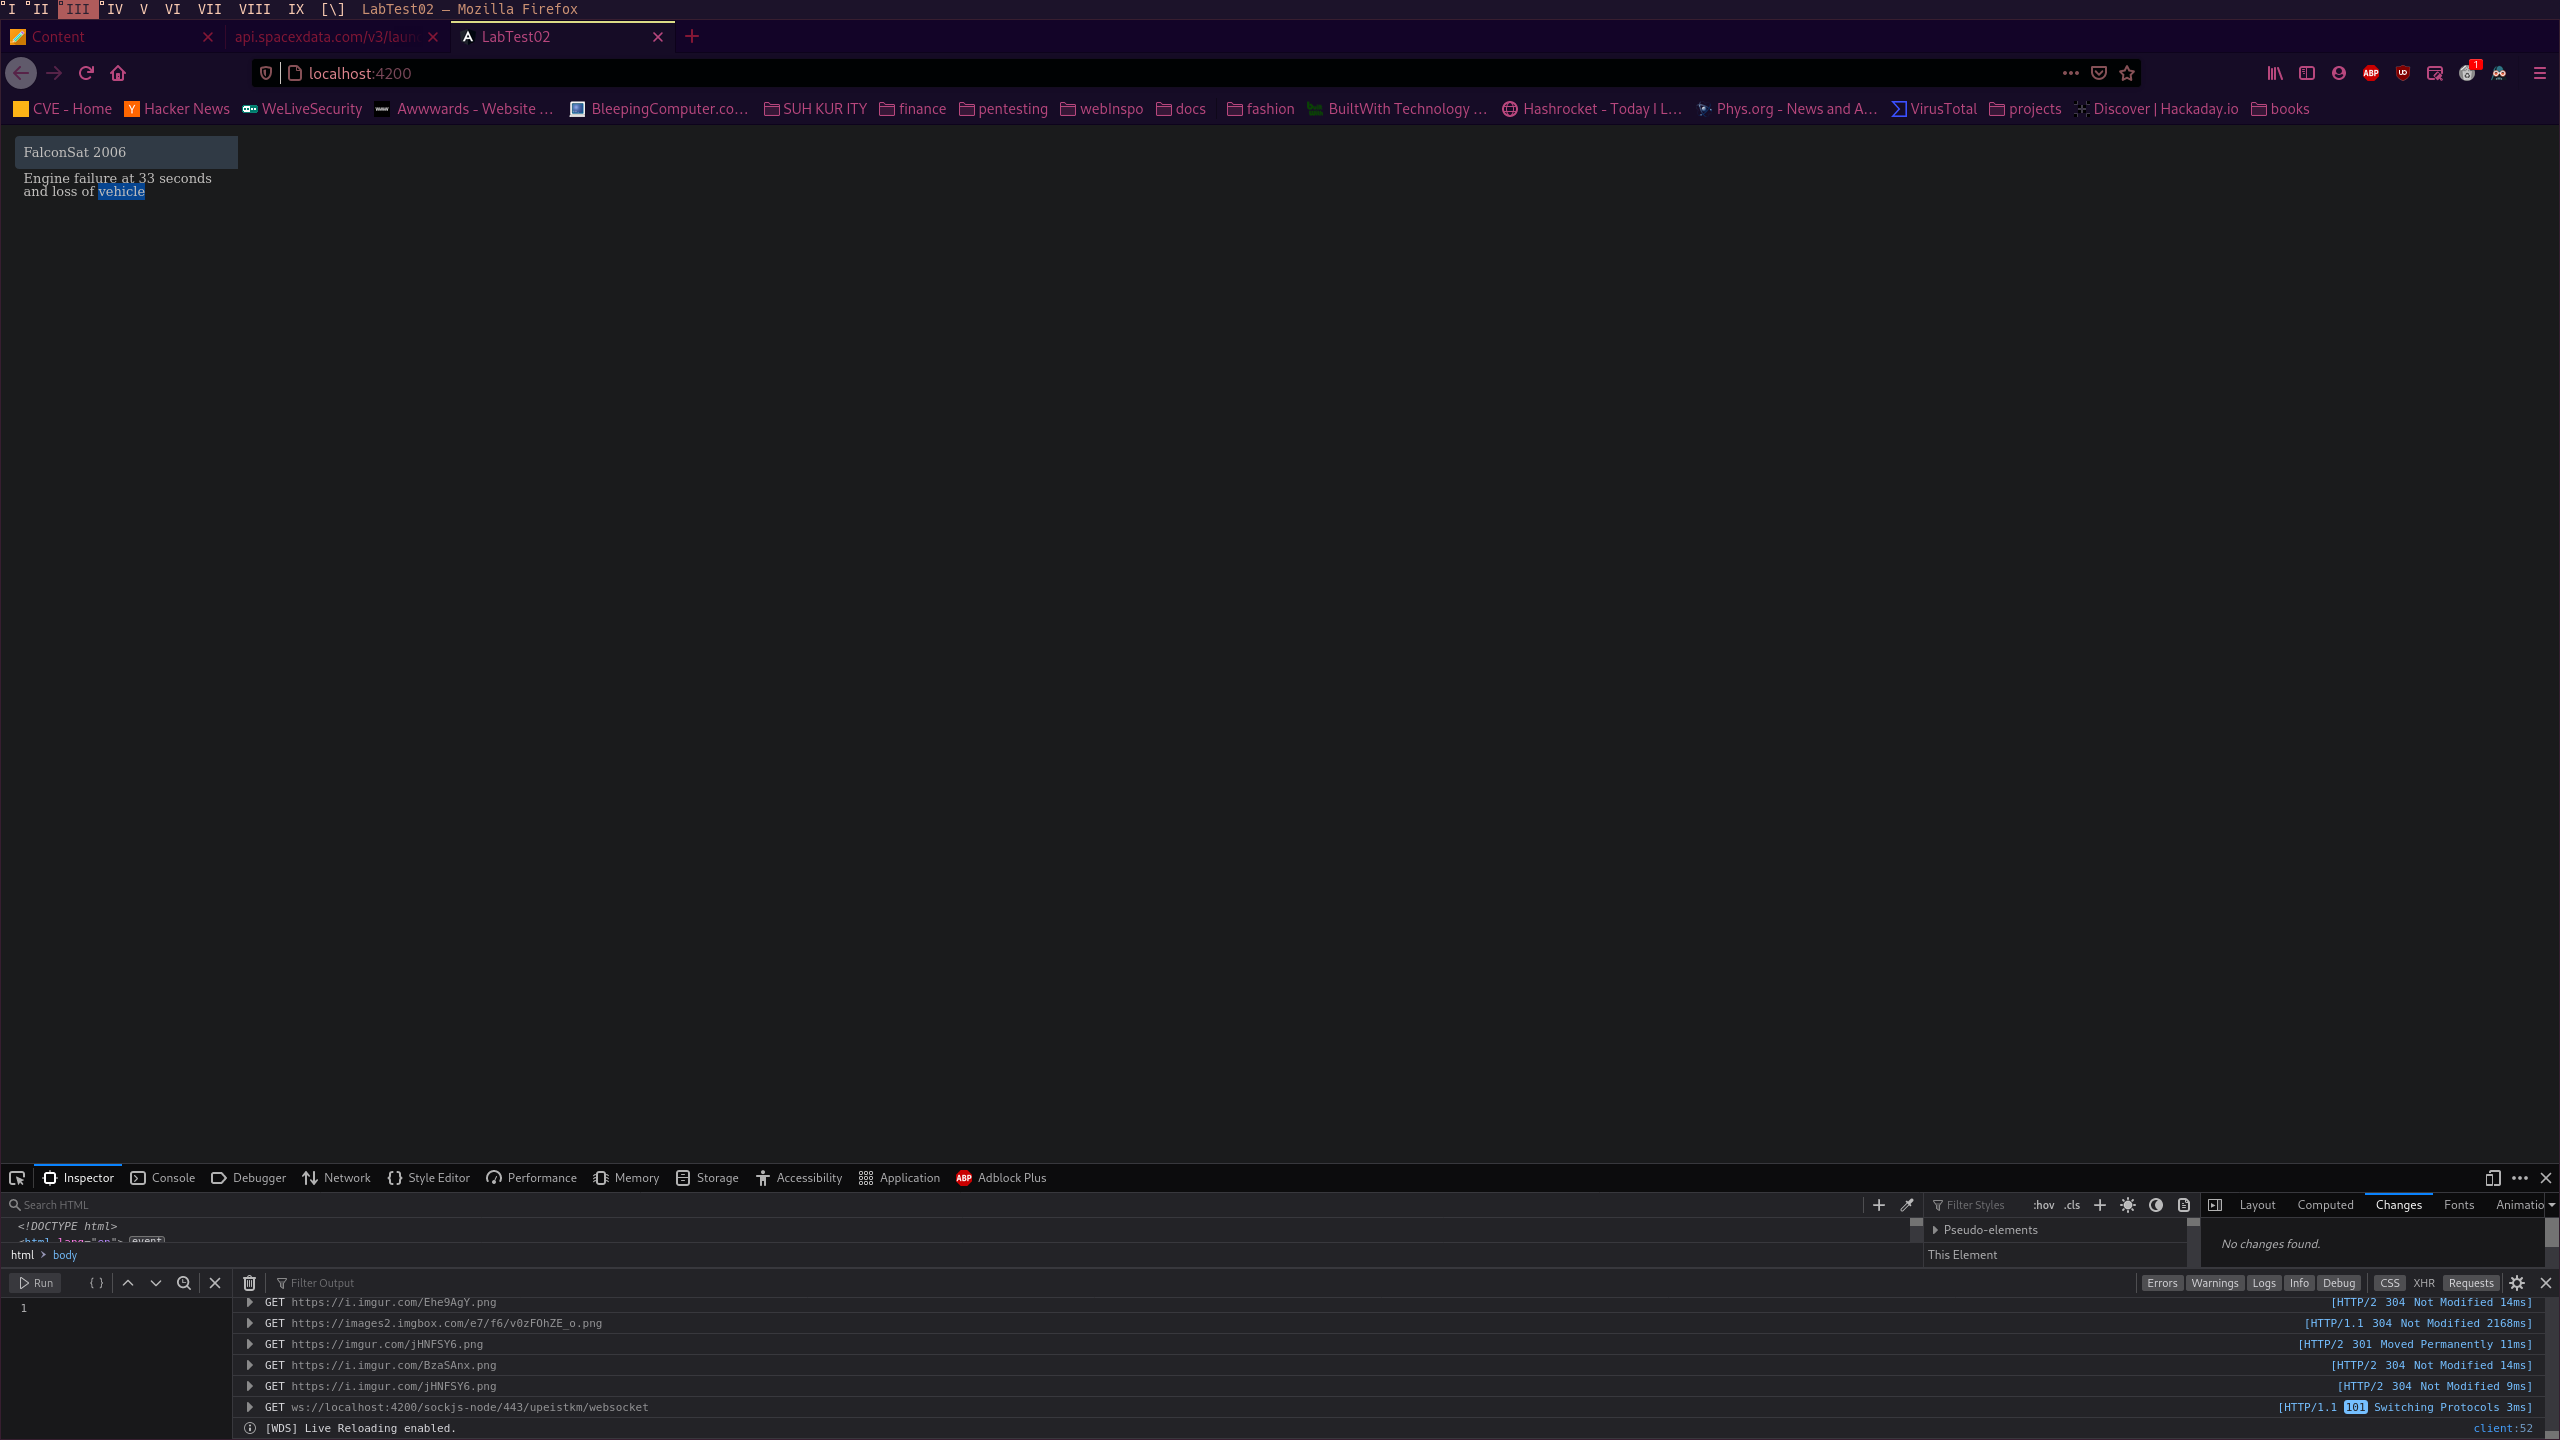 I II III IV V VI VII VIII IX [\] LabTest02 — Mozilla Firefox
Content api.spacexdata.com/v3/laun LabTest02
localhost:4200
1
CVE - Home Hacker News WeLiveSecurity Awwwards - Website ... BleepingComputer.co... SUH KUR ITY finance pentesting webInspo docs fashion BuiltWith Technology ... Hashrocket - Today I L... Phys.org - News and A... VirusTotal projects Discover | Hackaday.io books
FalconSat 2006
Engine failure at 33 seconds
and loss of vehicle
Inspector Console Debugger Network Style Editor Performance Memory Storage Accessibility Application ABP Adblock Plus
Search HTML Filter Styles :hov .cls Layout Computed Changes Fonts Animatio
<!DOCTYPE html> Pseudo-elements
<html lang="en"> event No changes found.
html body This Element
Run { } Filter Output Errors Warnings Logs Info Debug CSS XHR Requests
1
GET https://i.imgur.com/Ehe9AgY.png [HTTP/2 304 Not Modified 14ms]
GET https://images2.imgbox.com/e7/f6/v0zFOhZE_o.png [HTTP/1.1 304 Not Modified 2168ms]
GET https://imgur.com/jHNFSY6.png [HTTP/2 301 Moved Permanently 11ms]
GET https://i.imgur.com/BzaSAnx.png [HTTP/2 304 Not Modified 14ms]
GET https://i.imgur.com/jHNFSY6.png [HTTP/2 304 Not Modified 9ms]
GET ws://localhost:4200/sockjs-node/443/upeistkm/websocket [HTTP/1.1 101 Switching Protocols 3ms]
[WDS] Live Reloading enabled. client:52